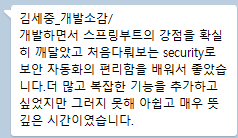 김세중_개발소감/
개발하면서 스프링부트의 강점을 확실
히 깨달았고 처음다뤄보는 security로
보안 자동화의 편리함을 배워서 좋았습
니다.더 많고 복잡한 기능을 추가하고
싶었지만 그러지 못해 아쉽고 매우 뜻
깊은 시간이였습니다.